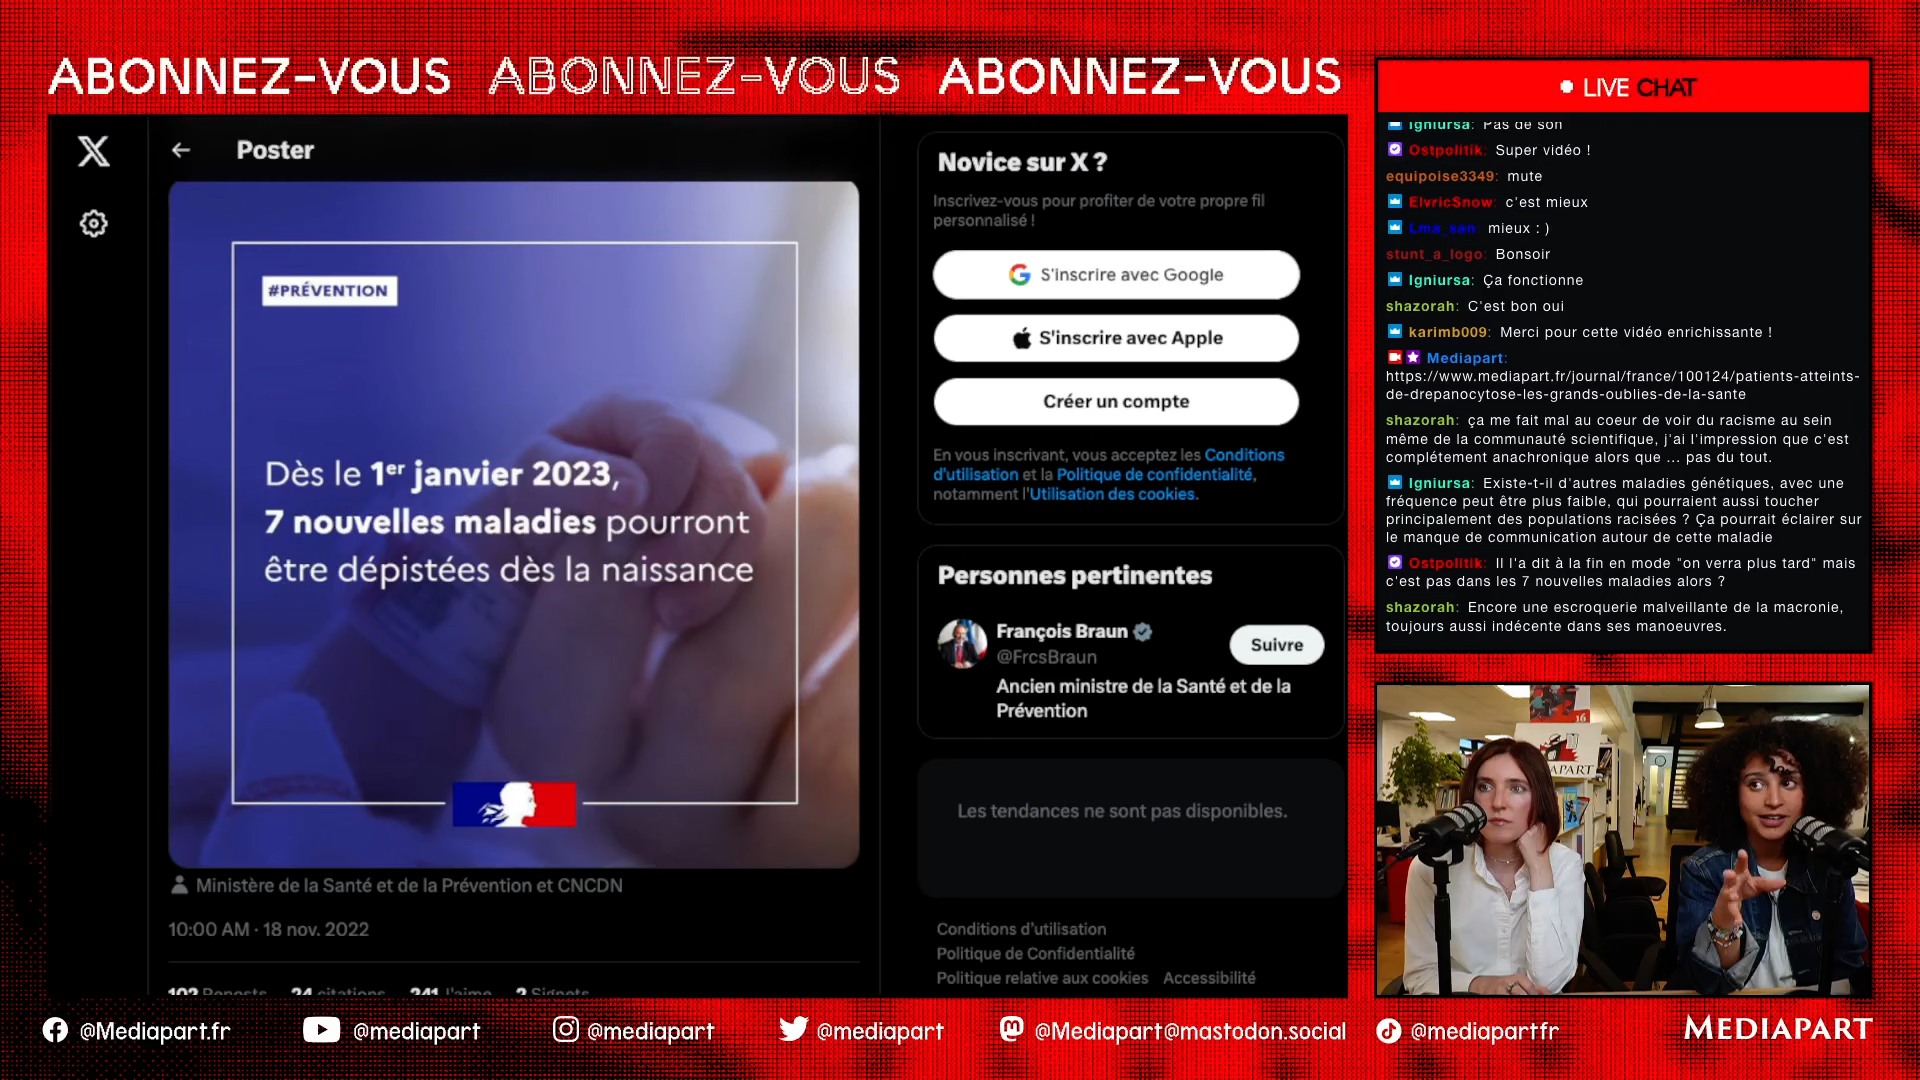 ABONNEZ-VOUS ABONNEZ-VOUS ABONNEZ-VOUS
Poster
#PRÉVENTION
Dès le 1er janvier 2023,
7 nouvelles maladies pourront
être dépistées dès la naissance
Ministère de la Santé et de la Prévention et CNCDN
10:00 AM · 18 nov. 2022
102 Reposts 24 citations 241 J'aime 2 Signets
Novice sur X ?
Inscrivez-vous pour profiter de votre propre fil
personnalisé !
S'inscrire avec Google
S'inscrire avec Apple
Créer un compte
En vous inscrivant, vous acceptez les Conditions
d'utilisation et la Politique de confidentialité,
notamment l'Utilisation des cookies.
Personnes pertinentes
François Braun
@FrcsBraun
Suivre
Ancien ministre de la Santé et de la
Prévention
Les tendances ne sont pas disponibles.
Conditions d'utilisation
Politique de Confidentialité
Politique relative aux cookies Accessibilité
LIVE CHAT
Igniursa: Pas de son
Ostpolitik: Super vidéo !
equipoise3349: mute
ElvricSnow: c'est mieux
Lma_san: mieux : )
stunt_a_logo: Bonsoir
Igniursa: Ça fonctionne
shazorah: C'est bon oui
karimb009: Merci pour cette vidéo enrichissante !
Mediapart:
https://www.mediapart.fr/journal/france/100124/patients-atteints-
de-drepanocytose-les-grands-oublies-de-la-sante
shazorah: ça me fait mal au coeur de voir du racisme au sein
même de la communauté scientifique, j'ai l'impression que c'est
complétement anachronique alors que ... pas du tout.
Igniursa: Existe-t-il d'autres maladies génétiques, avec une
fréquence peut être plus faible, qui pourraient aussi toucher
principalement des populations racisées ? Ça pourrait éclairer sur
le manque de communication autour de cette maladie
Ostpolitik: Il l'a dit à la fin en mode "on verra plus tard" mais
c'est pas dans les 7 nouvelles maladies alors ?
shazorah: Encore une escroquerie malveillante de la macronie,
toujours aussi indécente dans ses manoeuvres.
@Mediapart.fr @mediapart @mediapart @mediapart @Mediapart@mastodon.social @mediapartfr MEDIAPART